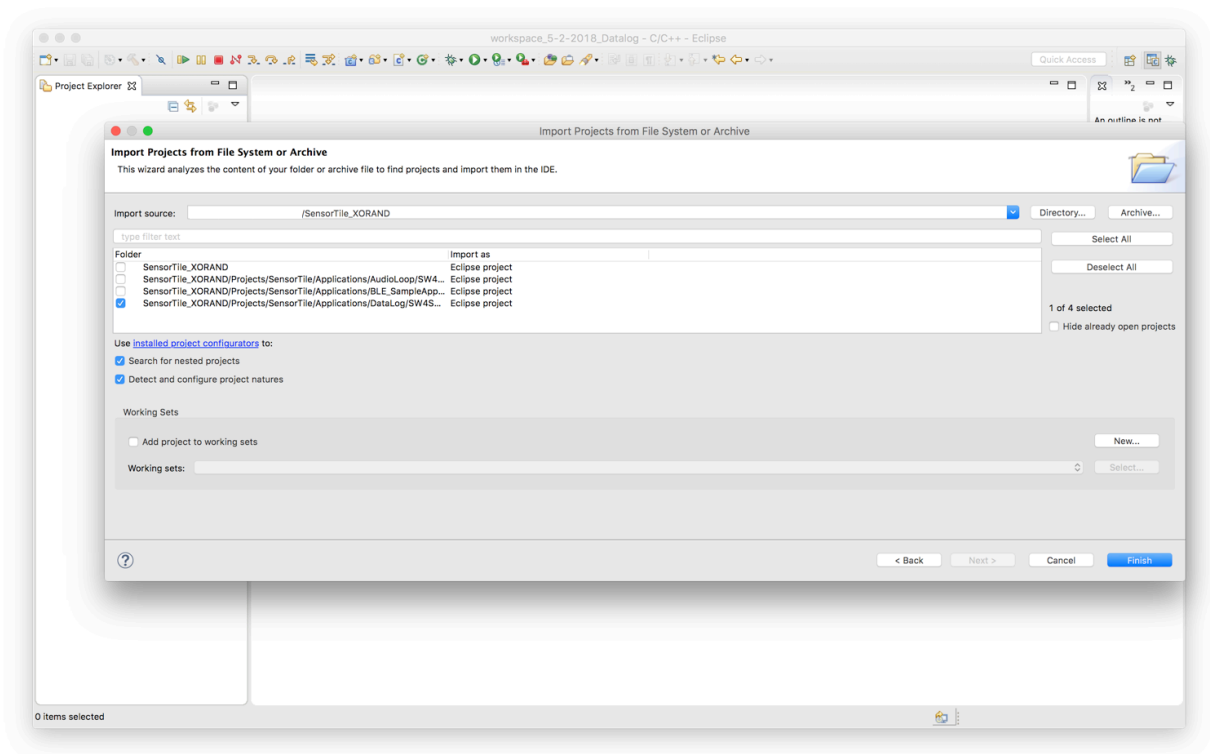 workspace_5-2-2018_Datalog - C/C++ - Eclipse
Quick Access
Project Explorer
2
An outline is not
Import Projects from File System or Archive
Import Projects from File System or Archive
This wizard analyzes the content of your folder or archive file to find projects and import them in the IDE.
Import source: /SensorTile_XORAND Directory... Archive...
type filter text Select All
Folder Import as
SensorTile_XORAND Eclipse project
Deselect All
SensorTile_XORAND/Projects/SensorTile/Applications/AudioLoop/SW4... Eclipse project
SensorTile_XORAND/Projects/SensorTile/Applications/BLE_SampleApp... Eclipse project
SensorTile_XORAND/Projects/SensorTile/Applications/DataLog/SW4S... Eclipse project
1 of 4 selected
Hide already open projects
Use installed project configurators to:
Search for nested projects
Detect and configure project natures
Working Sets
Add project to working sets New...
Working sets: Select...
? < Back Next > Cancel Finish
0 items selected